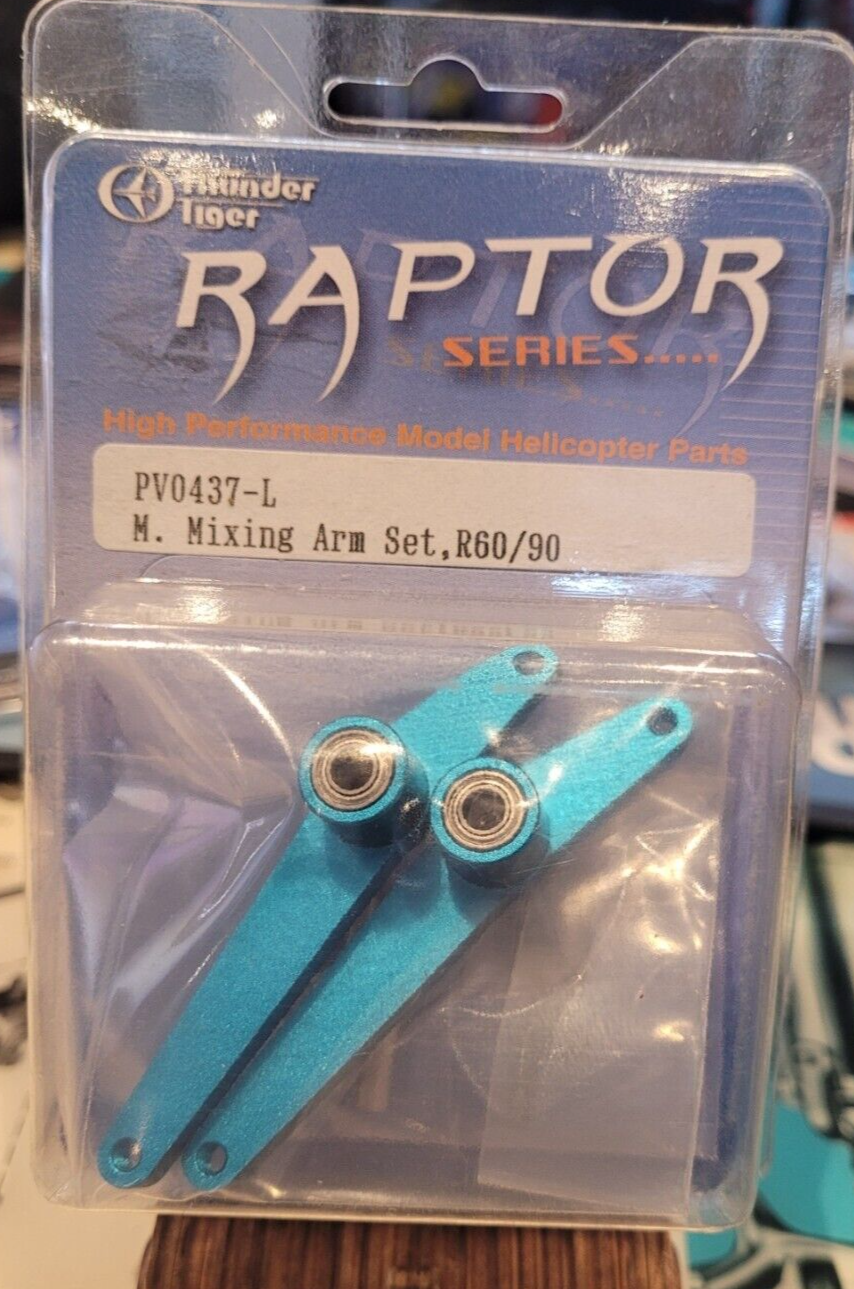 Thunder
Tiger
RAPTOR
SERIES.....
High Performance Model Helicopter Parts
PV0437-L
M. Mixing Arm Set,R60/90